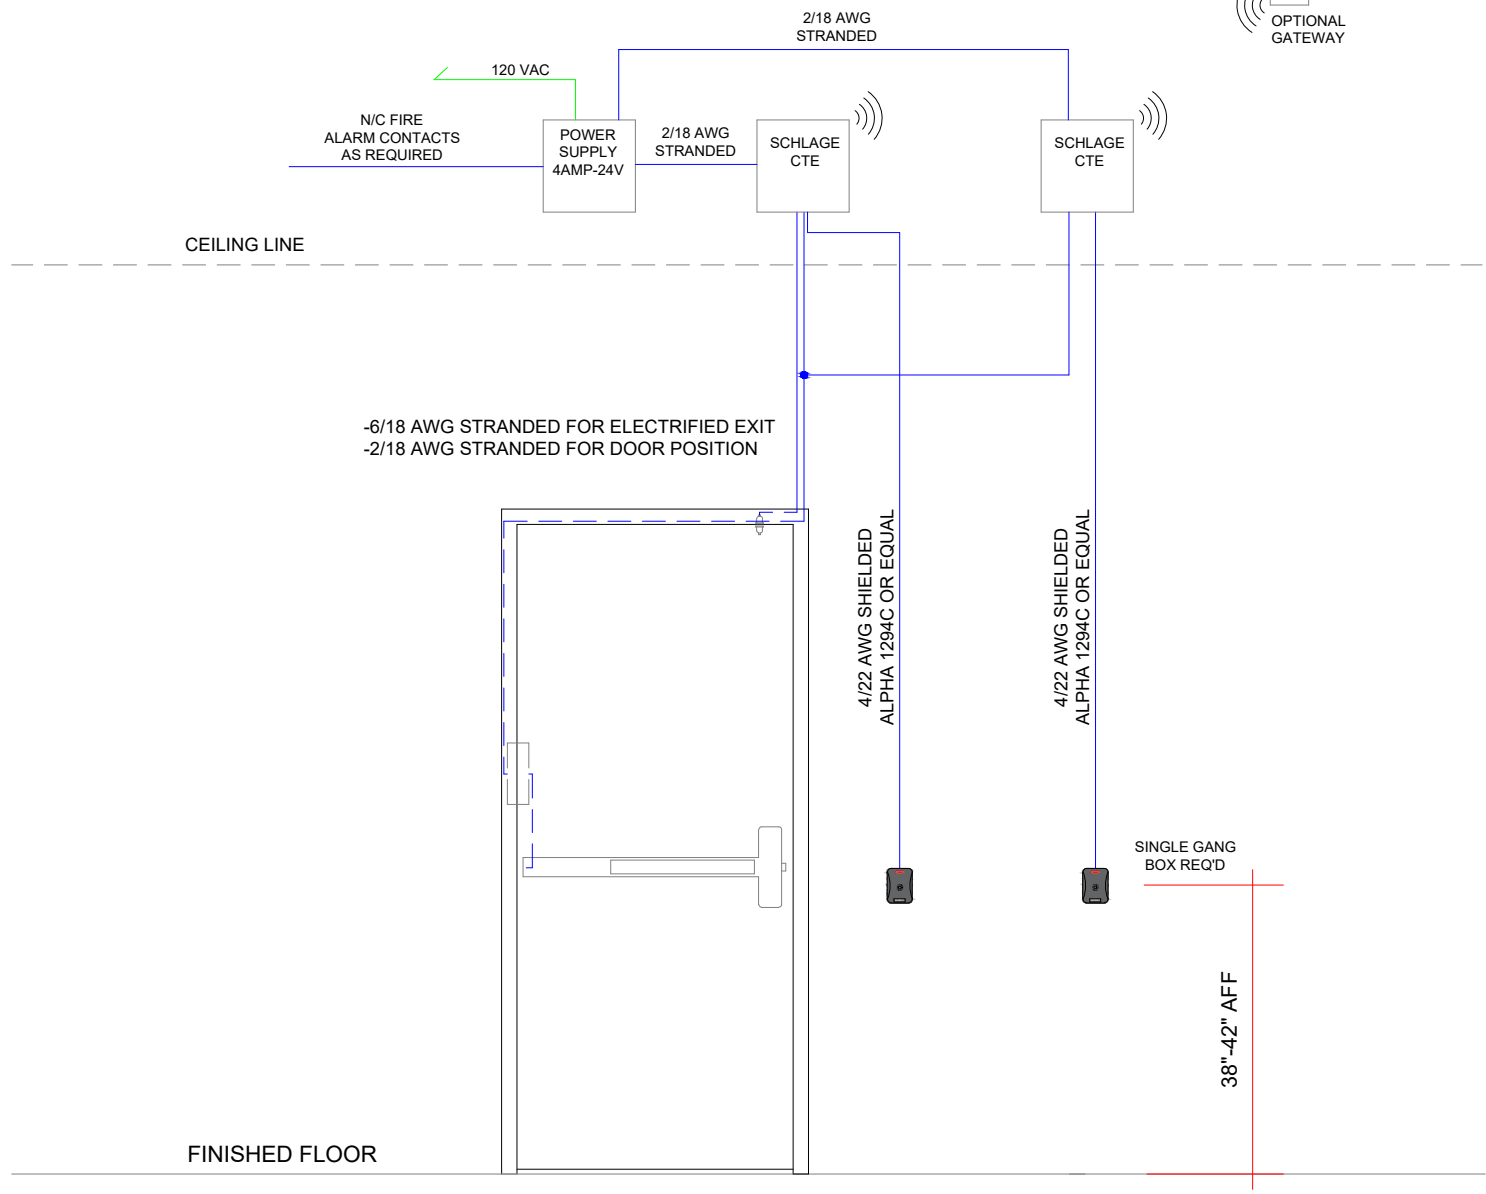 2/18 AWG
STRANDED
OPTIONAL
GATEWAY
120 VAC
N/C FIRE
ALARM CONTACTS
AS REQUIRED
POWER
SUPPLY
4AMP-24V
2/18 AWG
STRANDED
SCHLAGE
CTE
SCHLAGE
CTE
CEILING LINE
-6/18 AWG STRANDED FOR ELECTRIFIED EXIT
-2/18 AWG STRANDED FOR DOOR POSITION
4/22 AWG SHIELDED
ALPHA 1294C OR EQUAL
4/22 AWG SHIELDED
ALPHA 1294C OR EQUAL
SINGLE GANG
BOX REQ'D
38"-42" AFF
FINISHED FLOOR